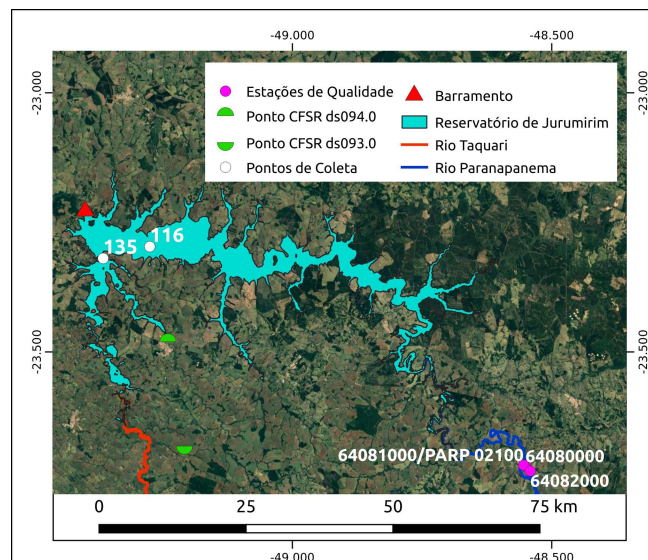 -49.000
-48.500
-23.000
-23.000
Estações de Qualidade
Ponto CFSR ds094.0
Ponto CFSR ds093.0
Pontos de Coleta
Barramento
Reservatório de Jurumirim
Rio Taquari
Rio Paranapanema
116
135
-23.500
-23.500
64081000/PARP 02100
64080000
64082000
0
25
50
75 km
-49.000
-48.500